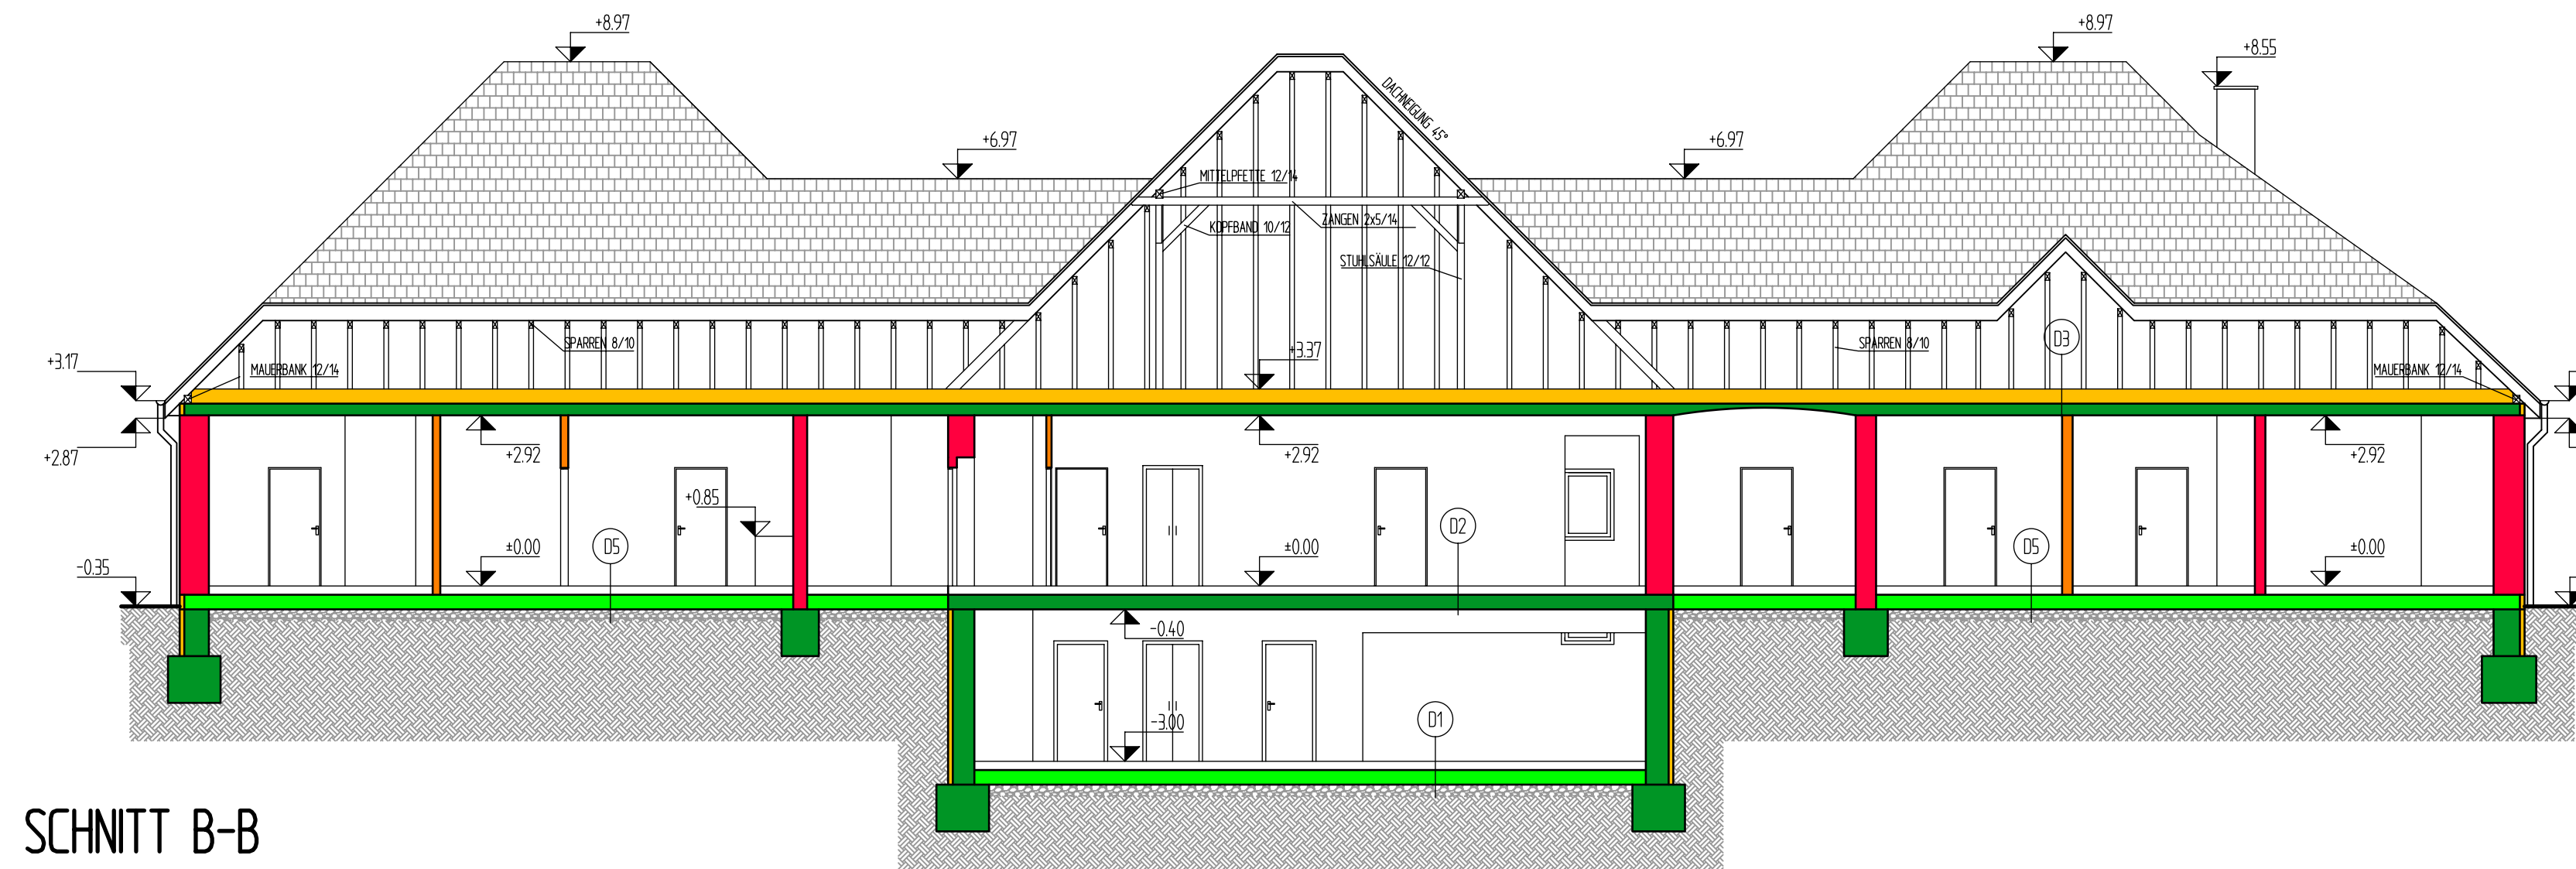 +8.97
+8.97
+8.55
DACHNEIGUNG 45°
+6.97
+6.97
MITTELPFETTE 12/14
ZANGEN 2x5/14
KOPFBAND 10/12
STUHLSÄULE 12/12
SPARREN 8/10
D3
SPARREN 8/10
+3.37
+3.17
MAUERBANK 12/14
MAUERBANK 12/14
+2.87
+2.92
+2.92
+2.92
+0.85
D2
D5
±0.00
±0.00
D5
±0.00
-0.35
-0.40
D1
-3.00
SCHNITT B-B